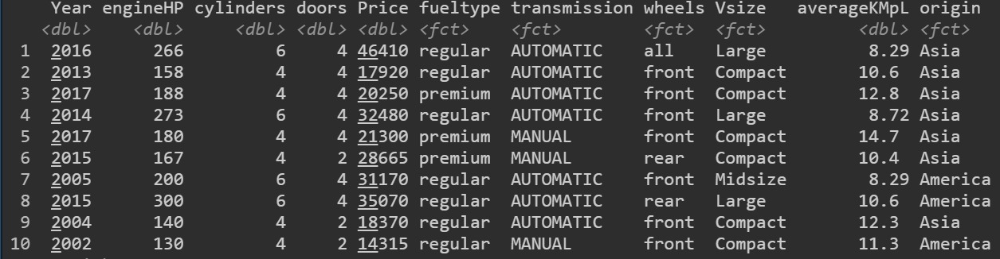 Year engineHP cylinders doors Price fueltype transmission wheels Vsize averageKMpL origin
<dbl> <dbl> <dbl> <dbl> <dbl> <fct> <fct> <fct> <fct> <dbl> <fct>
1 2016 266 6 4 46410 regular AUTOMATIC all Large 8.29 Asia
2 2013 158 4 4 17920 regular AUTOMATIC front Compact 10.6 Asia
3 2017 188 4 4 20250 premium AUTOMATIC front Compact 12.8 Asia
4 2014 273 6 4 32480 regular AUTOMATIC front Large 8.72 Asia
5 2017 180 4 4 21300 premium MANUAL front Compact 14.7 Asia
6 2015 167 4 2 28665 premium MANUAL rear Compact 10.4 Asia
7 2005 200 6 4 31170 regular AUTOMATIC front Midsize 8.29 America
8 2015 300 6 4 35070 regular AUTOMATIC rear Large 10.6 America
9 2004 140 4 2 18370 regular AUTOMATIC front Compact 12.3 Asia
10 2002 130 4 2 14315 regular MANUAL front Compact 11.3 America